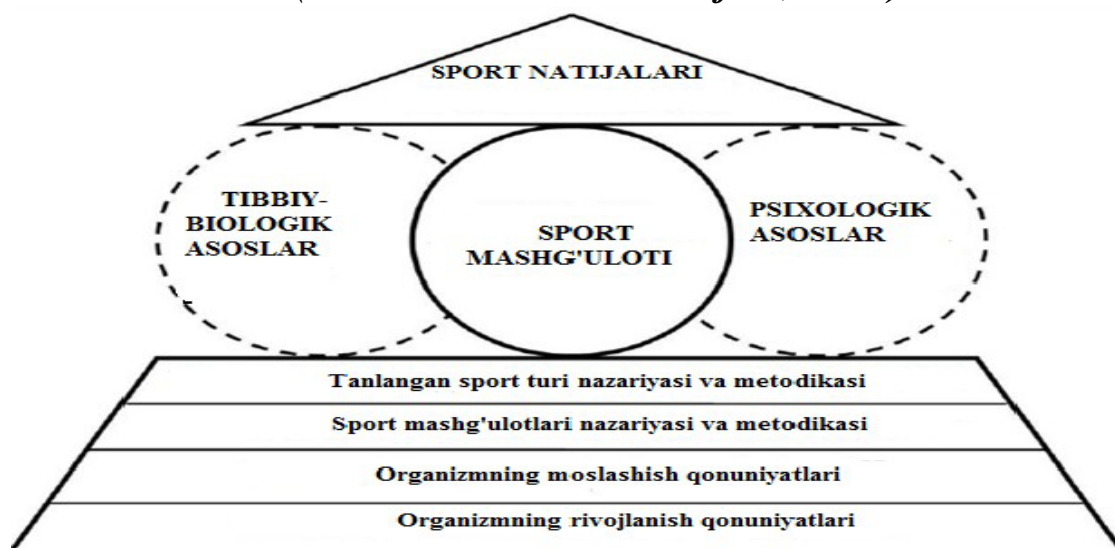 SPORT NATIJALARI
TIBBIY-
BIOLOGIK
ASOSLAR
SPORT
MASHG'ULOTI
PSIXOLOGIK
ASOSLAR
Tanlangan sport turi nazariyasi va metodikasi
Sport mashg'ulotlari nazariyasi va metodikasi
Organizmning moslashish qonuniyatlari
Organizmning rivojlanish qonuniyatlari